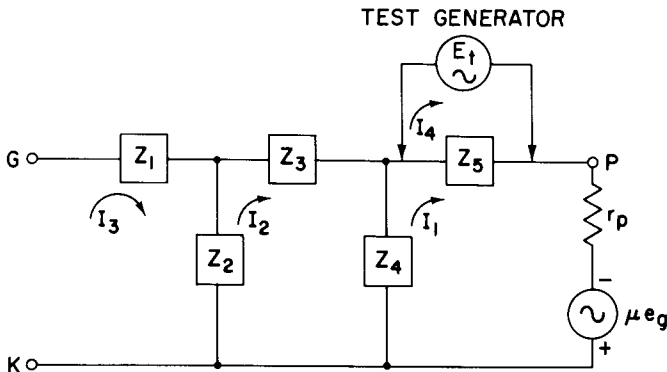 TEST GENERATOR
Et
I4
G
Z1
Z3
Z5
P
I3
I2
I1
rp
Z2
Z4
−
μeg
+
K